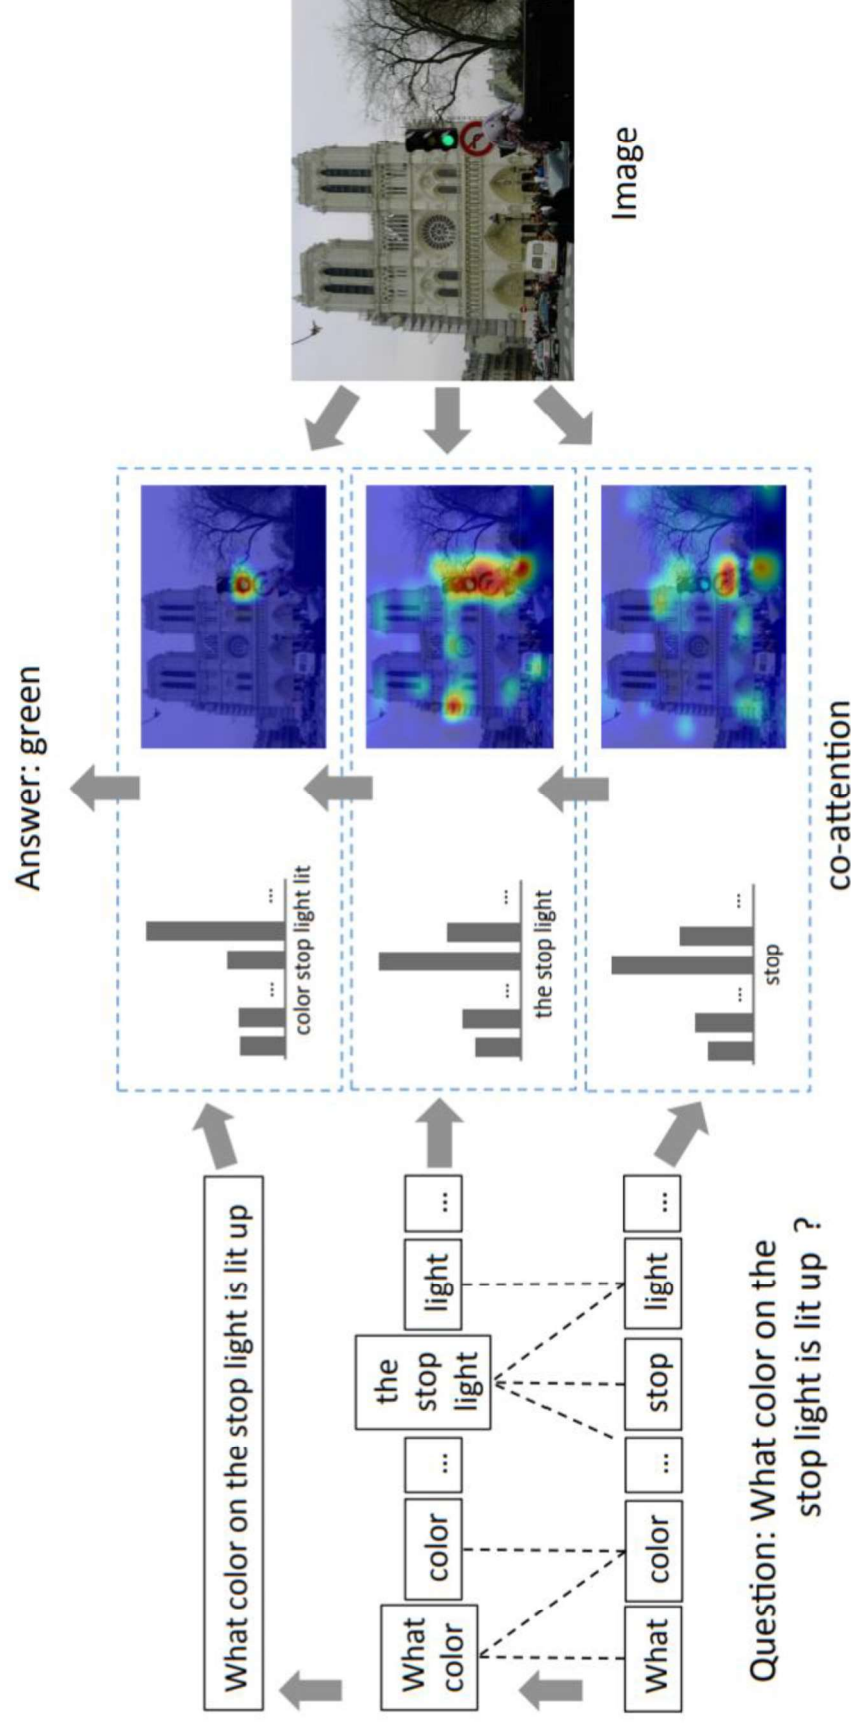 Answer: green
What color on the stop light is lit up
color stop light lit
...
...
What
color
color
...
the
stop
light
light
...
the stop light
...
...
What
color
...
stop
light
...
stop
...
...
Question: What color on the
stop light is lit up ?
co-attention
Image